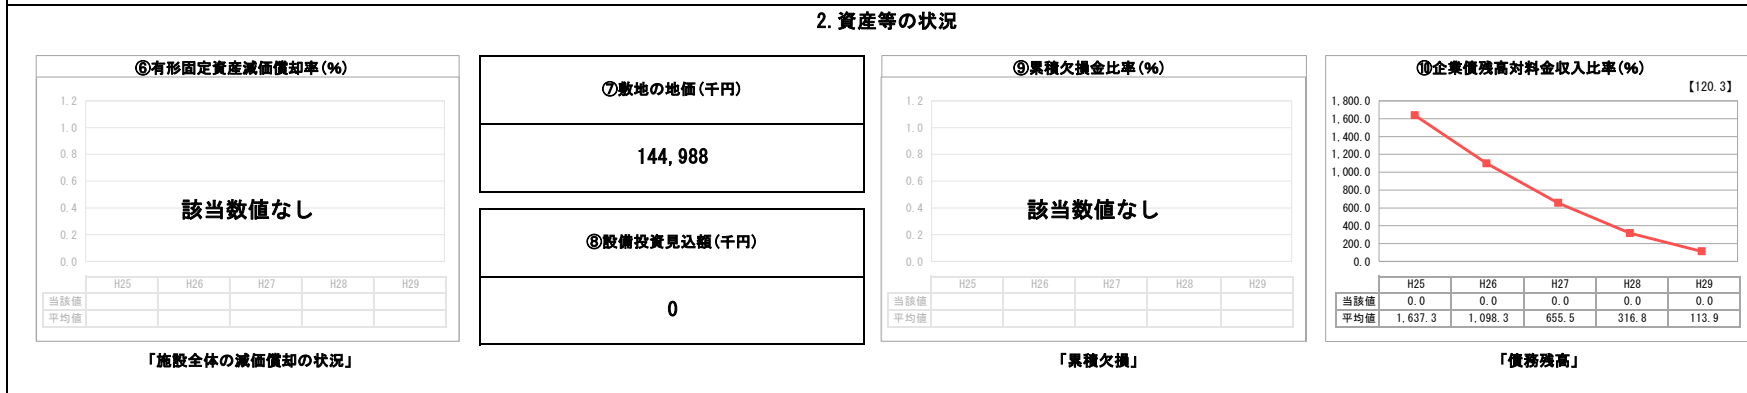 2.資産等の状況
⑥有形固定資産減価償却率(%)
1.2
1.0
0.8
0.6
0.4
0.2
0.0
該当数値なし
H25 H26 H27 H28 H29
当該値
平均値
「施設全体の減価償却の状況」
⑦敷地の地価(千円)
144,988
⑧設備投資見込額(千円)
0
⑨累積欠損金比率(%)
1.2
1.0
0.8
0.6
0.4
0.2
0.0
該当数値なし
H25 H26 H27 H28 H29
当該値
平均値
「累積欠損」
⑩企業債残高対料金収入比率(%)
【120.3】
1,800.0
1,600.0
1,400.0
1,200.0
1,000.0
800.0
600.0
400.0
200.0
0.0
H25 H26 H27 H28 H29
当該値 0.0 0.0 0.0 0.0 0.0
平均値 1,637.3 1,098.3 655.5 316.8 113.9
「債務残高」